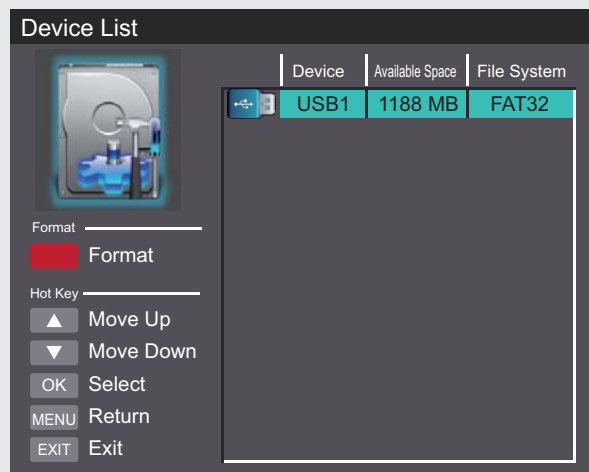 Device List
Device Available Space File System
USB1 1188 MB FAT32
Format
Format
Hot Key
Move Up
Move Down
OK Select
MENU Return
EXIT Exit